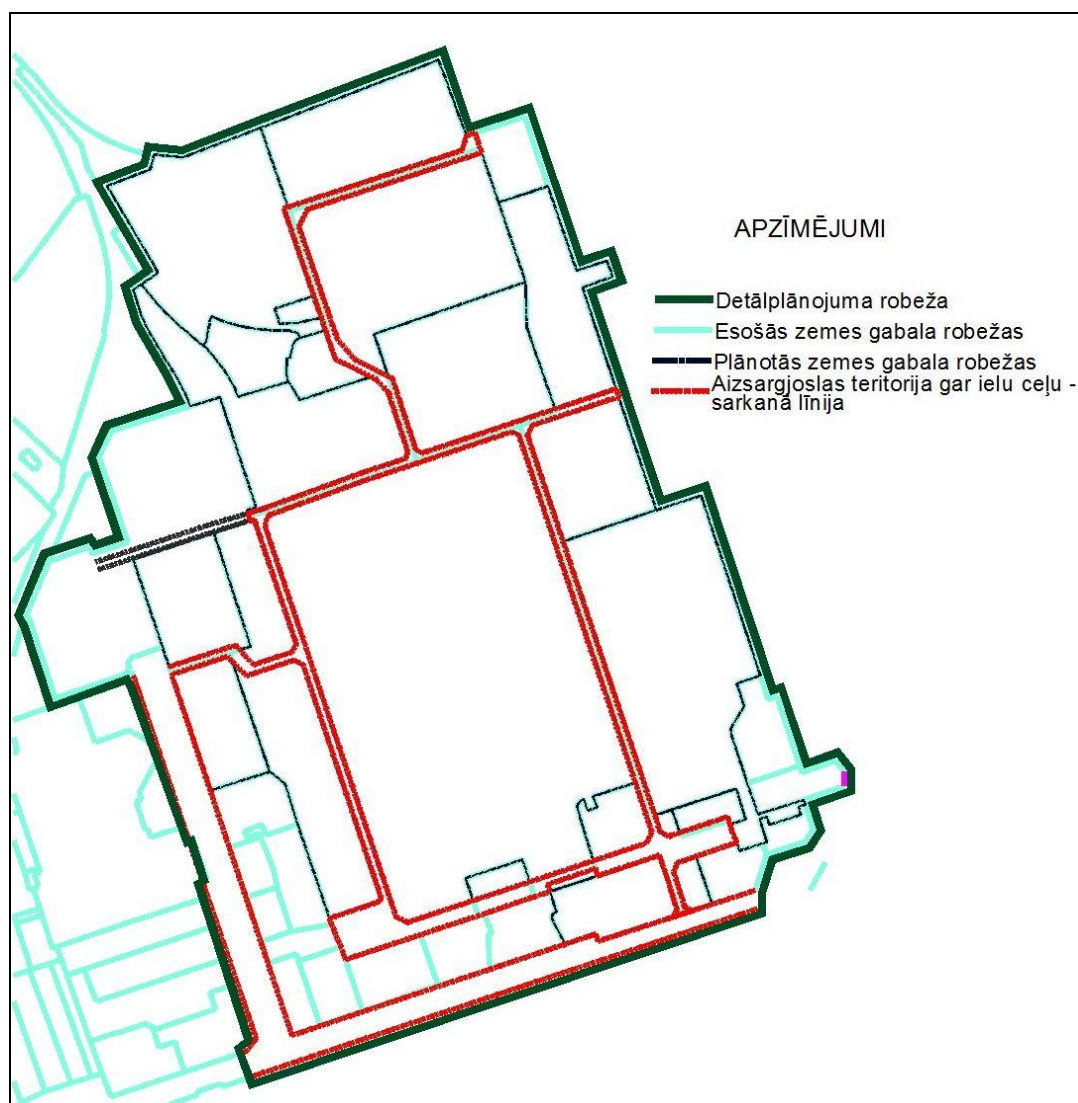 APZĪMĒJUMI
Detālplānojuma robeža
Esošās zemes gabala robežas
Plānotās zemes gabala robežas
Aizsargjoslas teritorija gar ielu ceļu -
sarkanā līnija